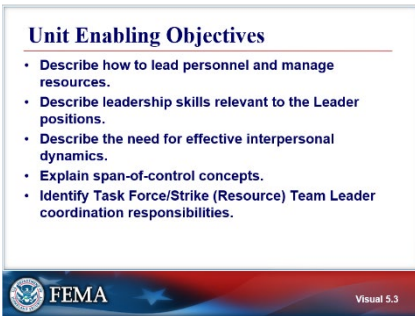 Unit Enabling Objectives
• Describe how to lead personnel and manage
resources.
• Describe leadership skills relevant to the Leader
positions.
• Describe the need for effective interpersonal
dynamics.
• Explain span-of-control concepts.
• Identify Task Force/Strike (Resource) Team Leader
coordination responsibilities.
FEMA
Visual 5.3